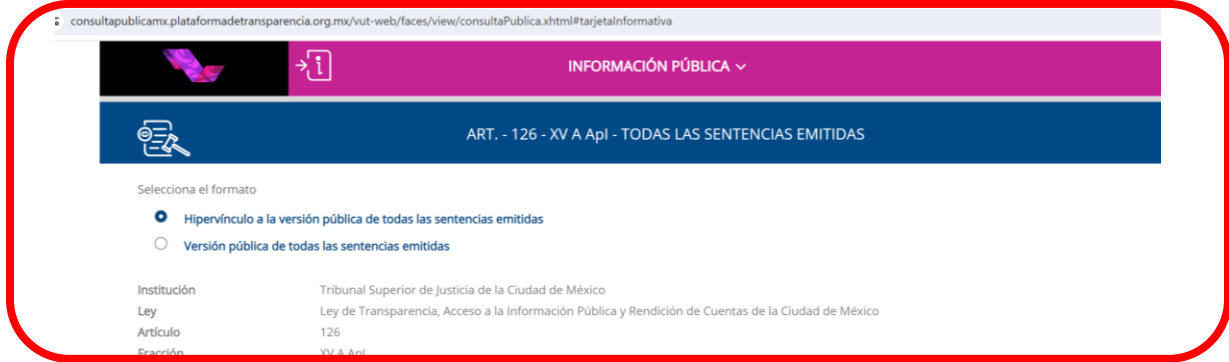 consultapublicamx.plataformadetransparencia.org.mx/vut-web/faces/view/consultaPublica.xhtml#tarjetaInformativa
INFORMACIÓN PÚBLICA
ART. - 126 - XV A ApI - TODAS LAS SENTENCIAS EMITIDAS
Selecciona el formato
Hipervínculo a la versión pública de todas las sentencias emitidas
Versión pública de todas las sentencias emitidas
Institución Tribunal Superior de Justicia de la Ciudad de México
Ley Ley de Transparencia, Acceso a la Información Pública y Rendición de Cuentas de la Ciudad de México
Artículo 126
Fracción XV A ApI